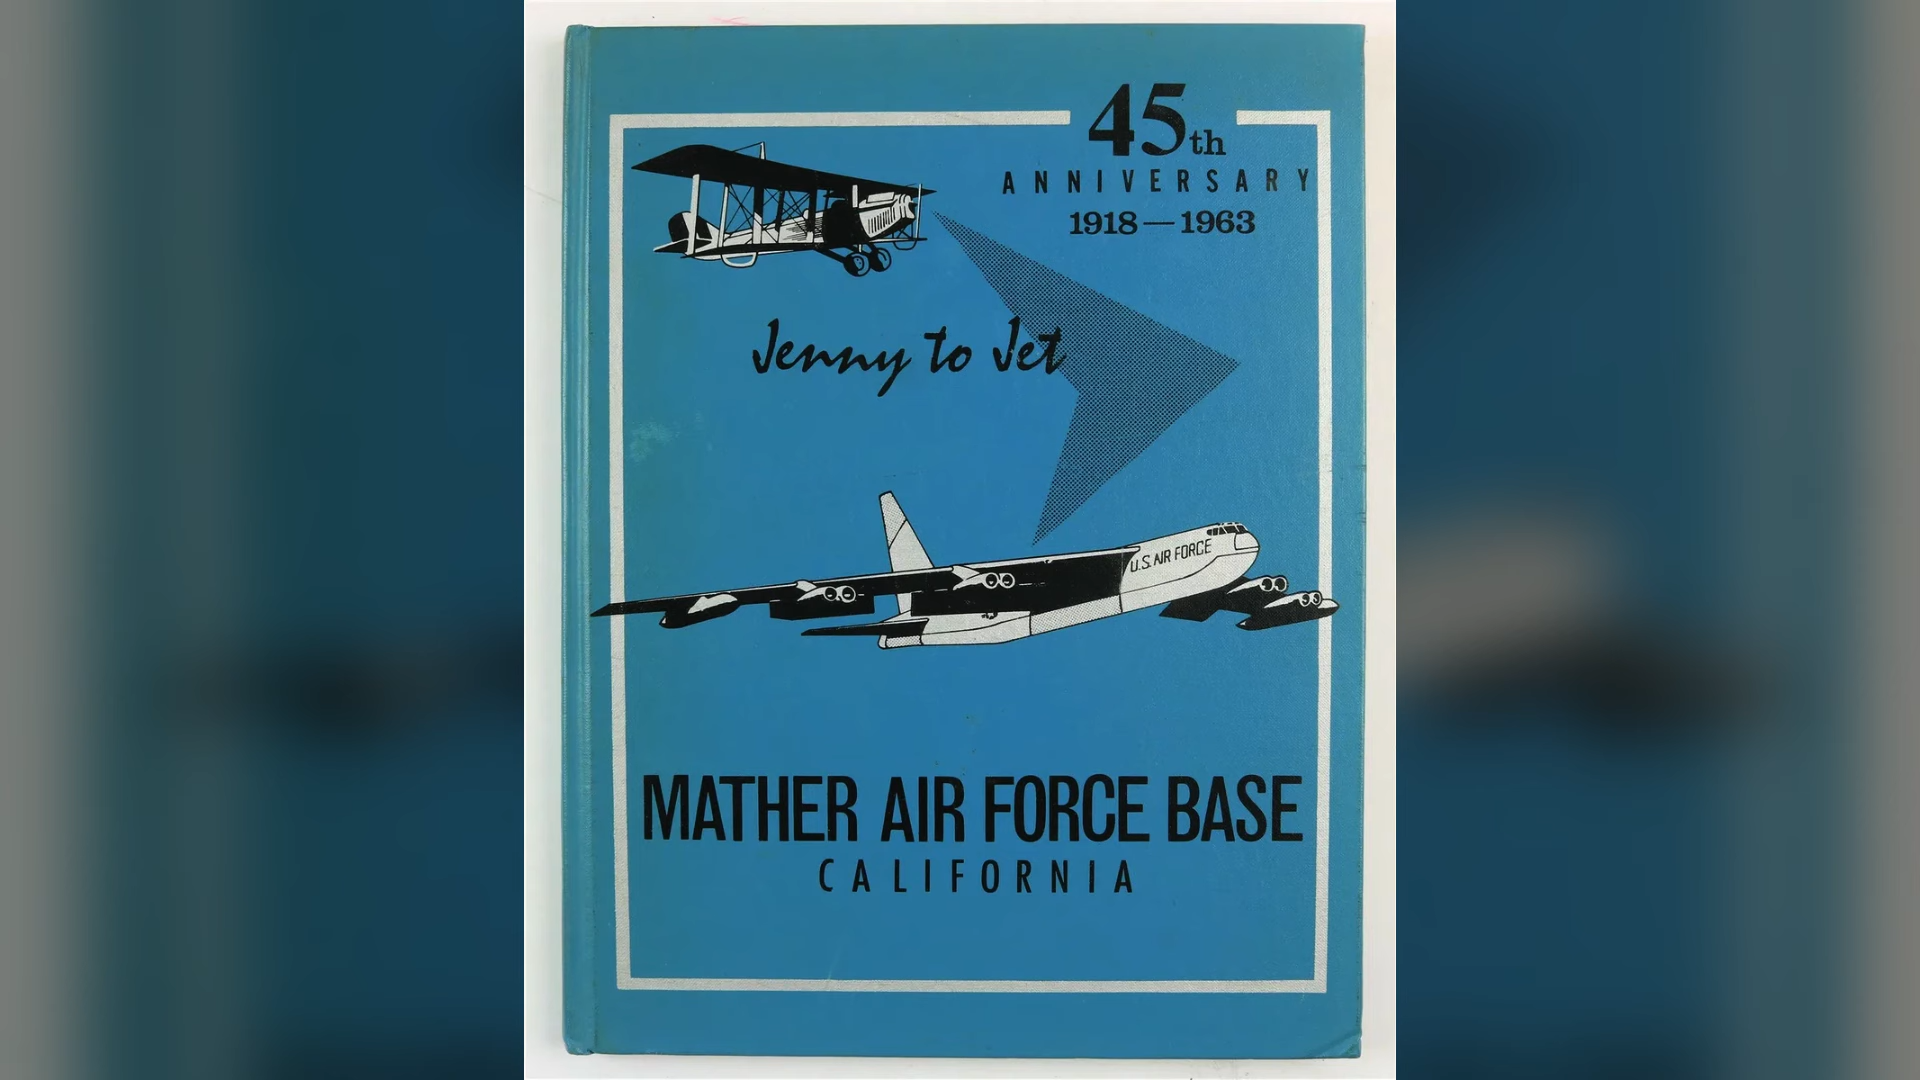 45th
ANNIVERSARY
1918—1963
Jenny to Jet
U.S. AIR FORCE
MATHER AIR FORCE BASE
CALIFORNIA